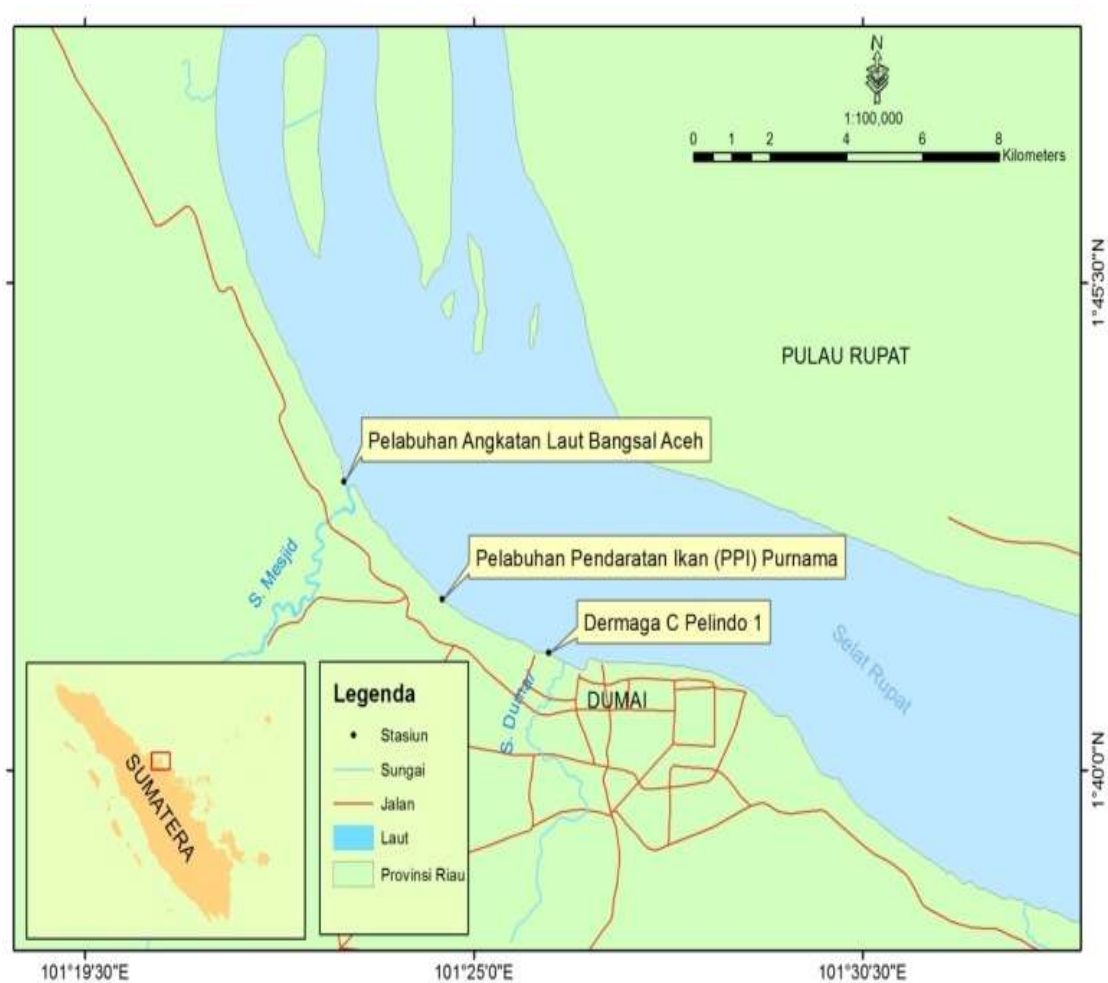 N
1:100,000
0 1 2 4 6 8
Kilometers
1°45'30"N
PULAU RUPAT
Pelabuhan Angkatan Laut Bangsal Aceh
Pelabuhan Pendaratan Ikan (PPI) Purnama
S. Mesjid
Dermaga C Pelindo 1
Selat Rupat
S. Dumai
DUMAI
1°40'0"N
SUMATERA
Legenda
Stasiun
Sungai
Jalan
Laut
Provinsi Riau
101°19'30"E 101°25'0"E 101°30'30"E